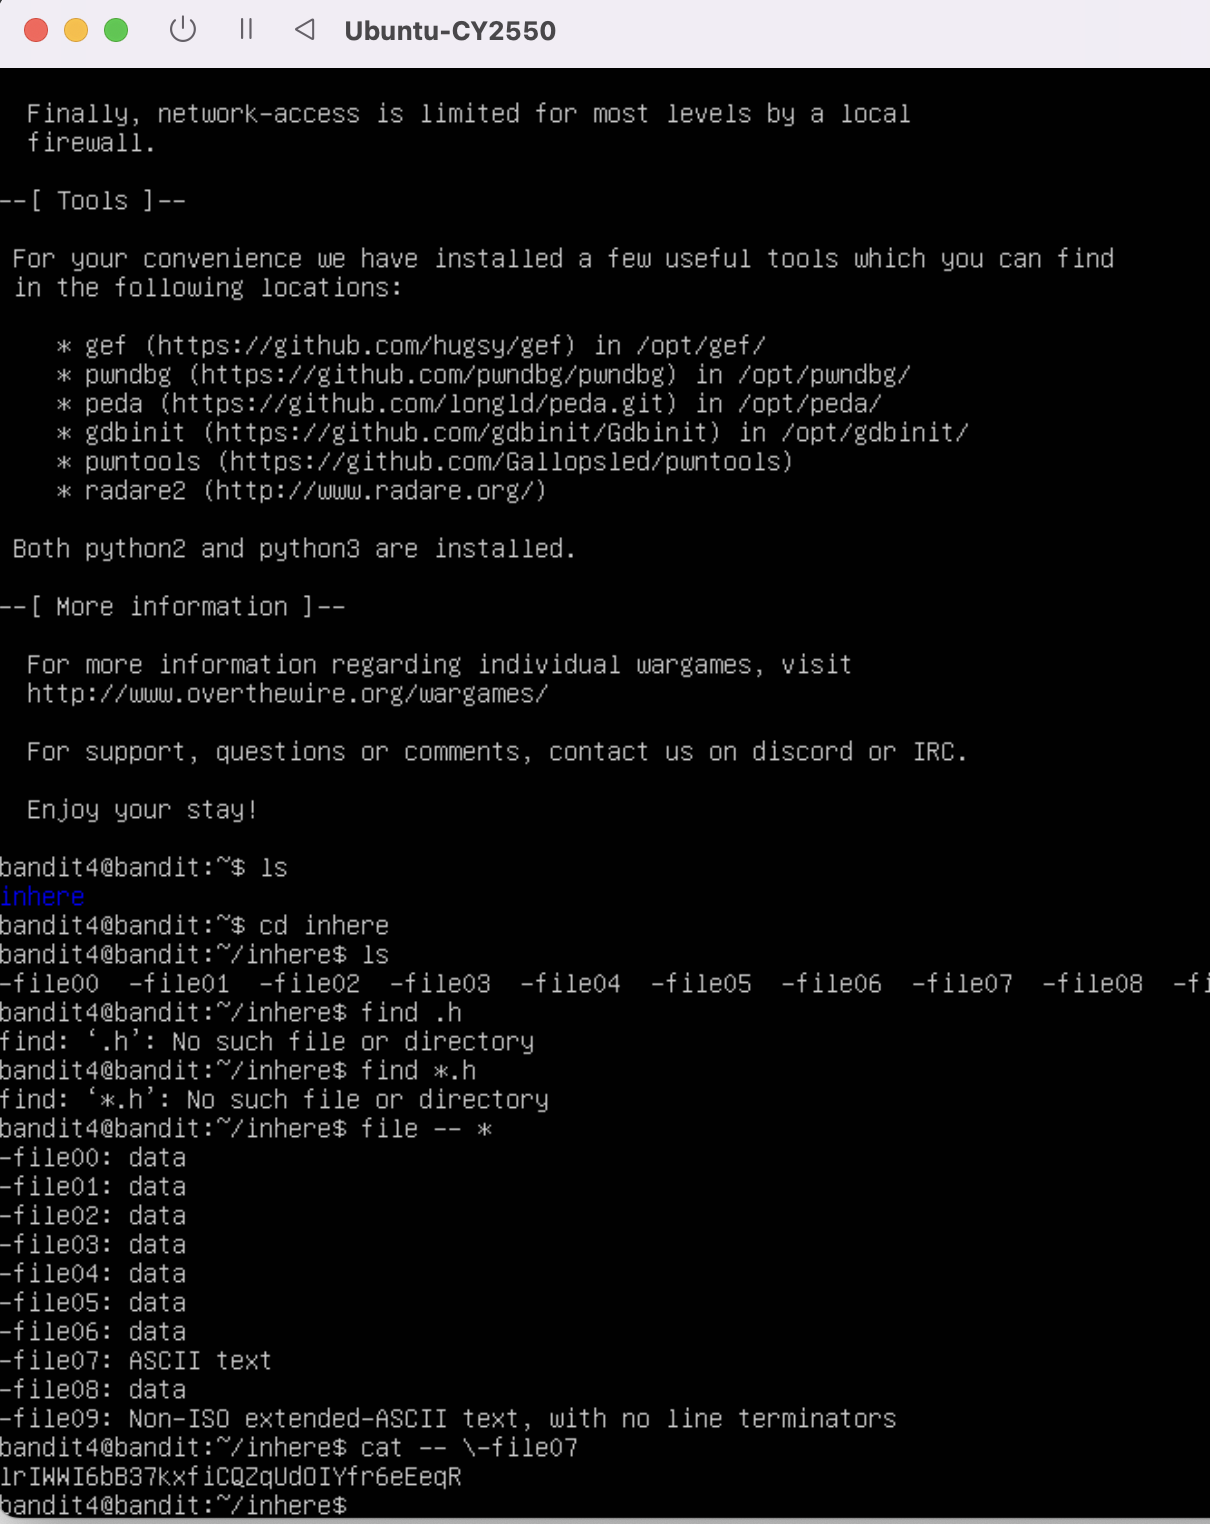 Ubuntu-CY2550
Finally, network-access is limited for most levels by a local
firewall.
--[ Tools ]--
For your convenience we have installed a few useful tools which you can find
in the following locations:
* gef (https://github.com/hugsy/gef) in /opt/gef/
* pwndbg (https://github.com/pwndbg/pwndbg) in /opt/pwndbg/
* peda (https://github.com/longld/peda.git) in /opt/peda/
* gdbinit (https://github.com/gdbinit/Gdbinit) in /opt/gdbinit/
* pwntools (https://github.com/Gallopsled/pwntools)
* radare2 (http://www.radare.org/)
Both python2 and python3 are installed.
--[ More information ]--
For more information regarding individual wargames, visit
http://www.overthewire.org/wargames/
For support, questions or comments, contact us on discord or IRC.
Enjoy your stay!
bandit4@bandit:~$ ls
inhere
bandit4@bandit:~$ cd inhere
bandit4@bandit:~/inhere$ ls
-file00  -file01  -file02  -file03  -file04  -file05  -file06  -file07  -file08  -fi
bandit4@bandit:~/inhere$ find .h
find: ‘.h’: No such file or directory
bandit4@bandit:~/inhere$ find *.h
find: ‘*.h’: No such file or directory
bandit4@bandit:~/inhere$ file -- *
-file00: data
-file01: data
-file02: data
-file03: data
-file04: data
-file05: data
-file06: data
-file07: ASCII text
-file08: data
-file09: Non-ISO extended-ASCII text, with no line terminators
bandit4@bandit:~/inhere$ cat -- \-file07
lrIWWI6bB37kxfiCQZqUdOIYfr6eEeqR
bandit4@bandit:~/inhere$